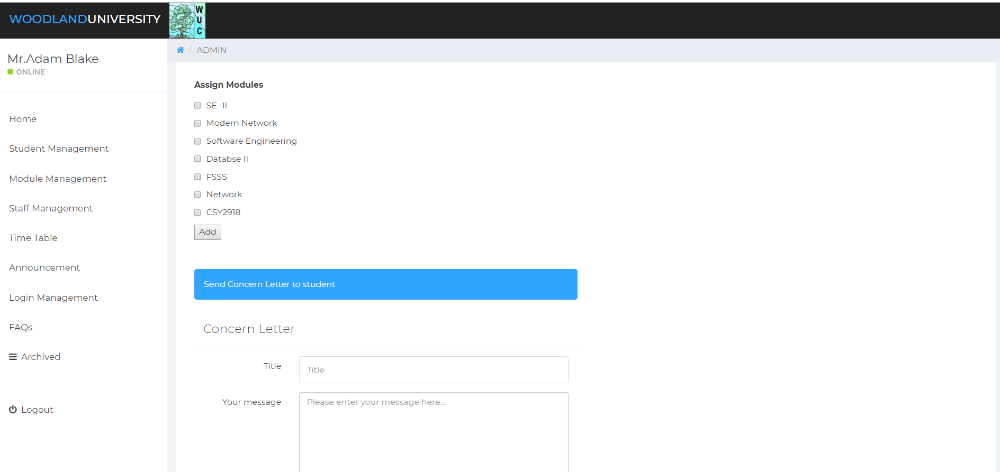 WOODLANDUNIVERSITY
W
U
C
Mr.Adam Blake
ONLINE
Home
Student Management
Module Management
Staff Management
Time Table
Announcement
Login Management
FAQs
Archived
Logout
/ ADMIN
Assign Modules
SE- II
Modern Network
Software Engineering
Databse II
FSSS
Network
CSY2918
Add
Send Concern Letter to student
Concern Letter
Title
Title
Your message
Please enter your message here...